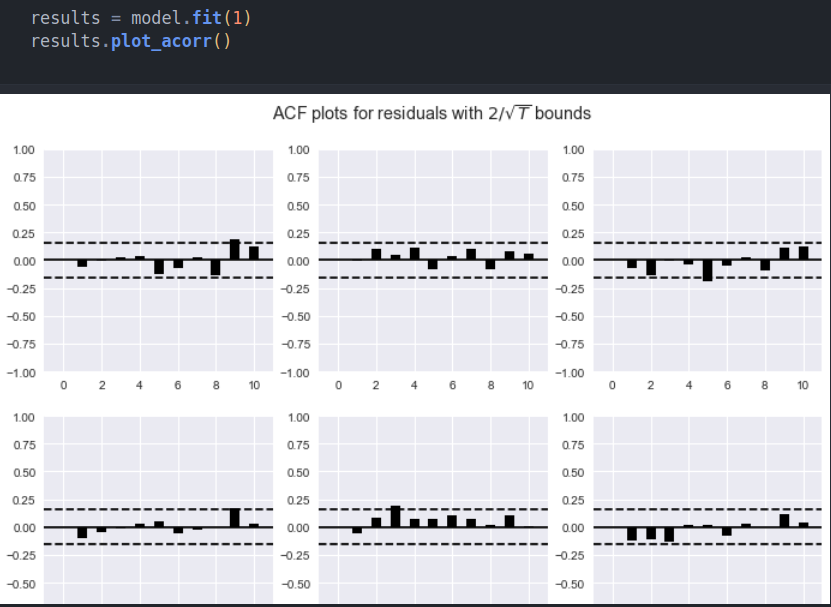 results = model.fit(1)
results.plot_acorr()
ACF plots for residuals with 2/√T bounds
1.00 1.00 1.00
0.75 0.75 0.75
0.50 0.50 0.50
0.25 0.25 0.25
0.00 0.00 0.00
−0.25 −0.25 −0.25
−0.50 −0.50 −0.50
−0.75 −0.75 −0.75
−1.00 −1.00 −1.00
0 2 4 6 8 10 0 2 4 6 8 10 0 2 4 6 8 10
1.00 1.00 1.00
0.75 0.75 0.75
0.50 0.50 0.50
0.25 0.25 0.25
0.00 0.00 0.00
−0.25 −0.25 −0.25
−0.50 −0.50 −0.50